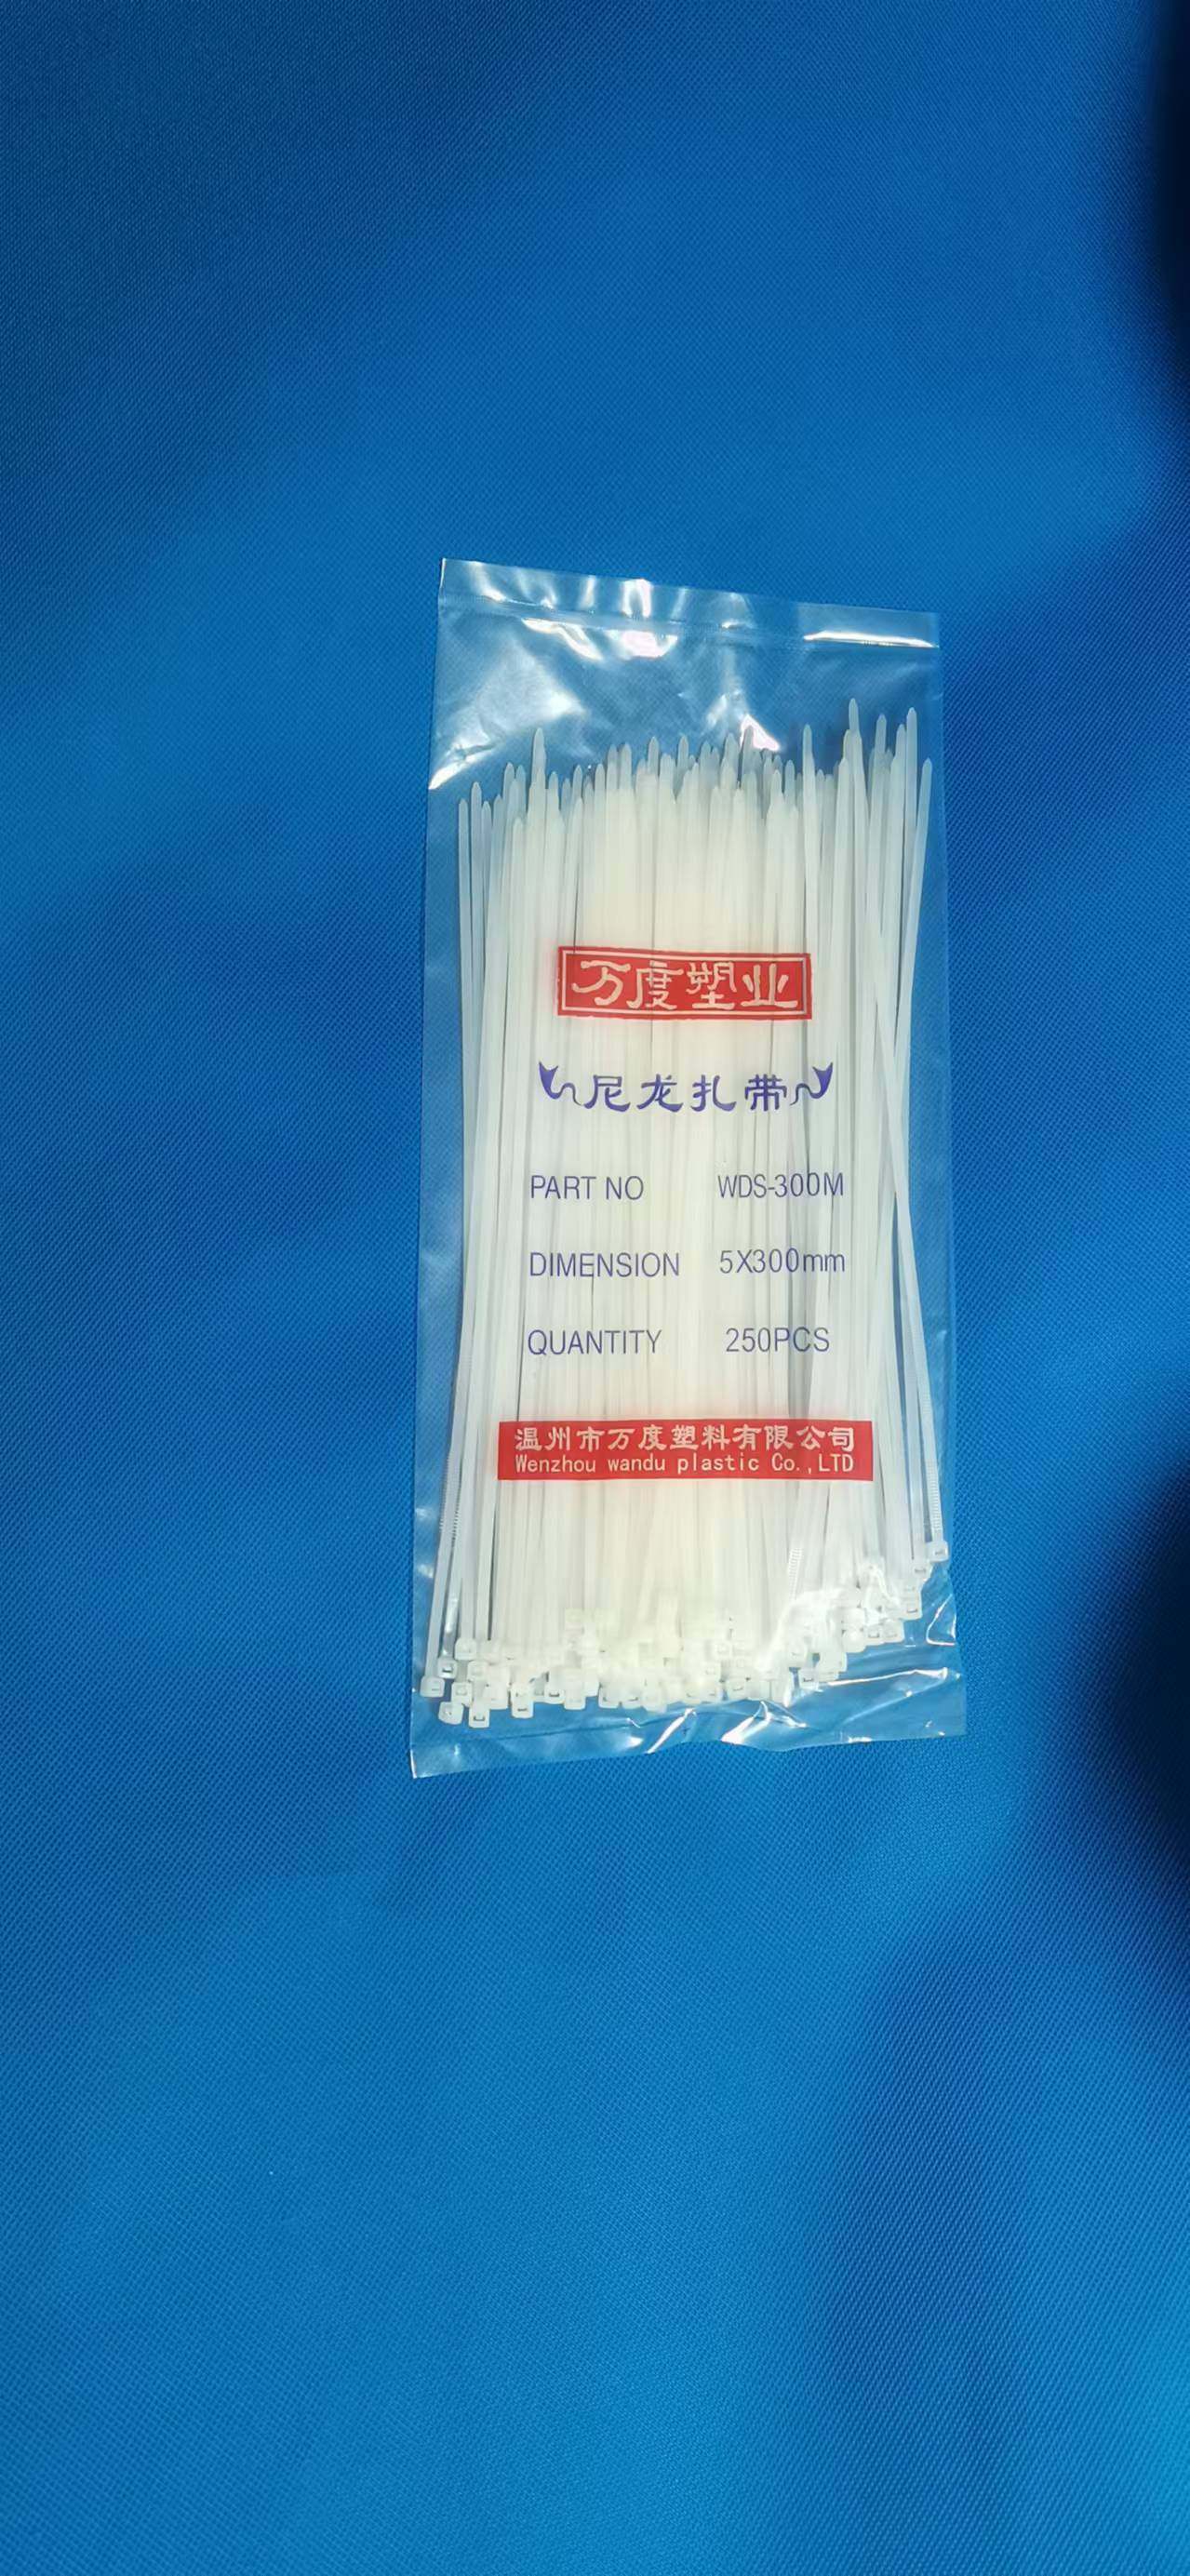 万度塑业
尼龙扎带
PART NO WDS-300M
DIMENSION 5X300mm
QUANTITY 250PCS
温州市万度塑料有限公司
Wenzhou wandu plastic Co.,LTD